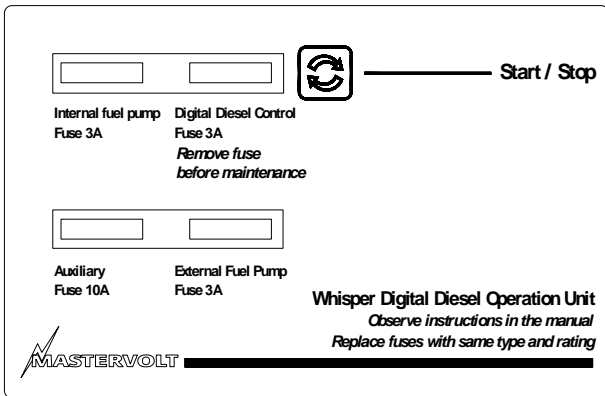 Start / Stop
Internal fuel pump
Fuse 3A
Digital Diesel Control
Fuse 3A
Remove fuse
before maintenance
Auxiliary
Fuse 10A
External Fuel Pump
Fuse 3A
Whisper Digital Diesel Operation Unit
Observe instructions in the manual
Replace fuses with same type and rating
MASTERVOLT